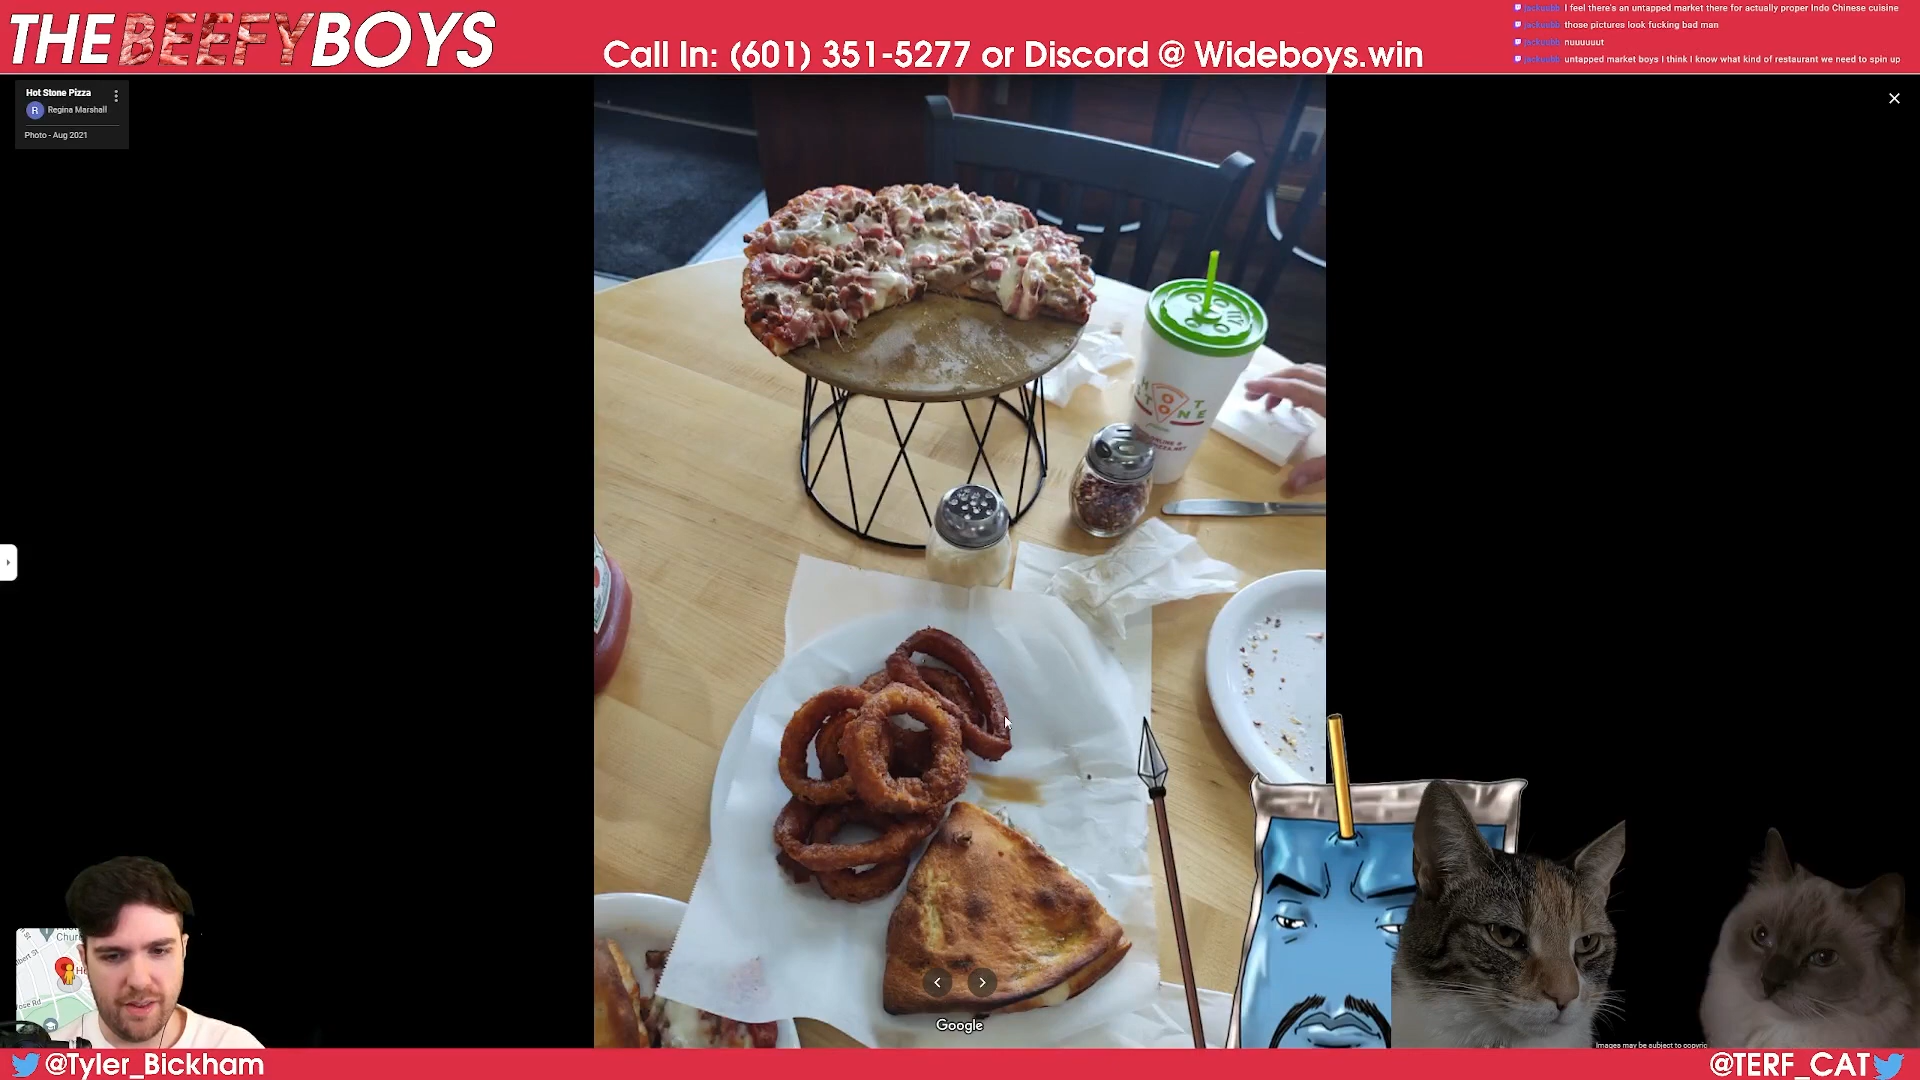 THE BEEFY BOYS
Call In: (601) 351-5277 or Discord @ Wideboys.win
I feel there's an untapped market there for actually proper Indo Chinese cuisine
those pictures look fucking bad man
nuuuuuut
untapped market boys I think I know what kind of restaurant we need to spin up
Hot Stone Pizza
R Regina Marshall
Photo - Aug 2021
HOT
STONE
Google
Images may be subject to copyric
@Tyler_Bickham
@TERF_CAT